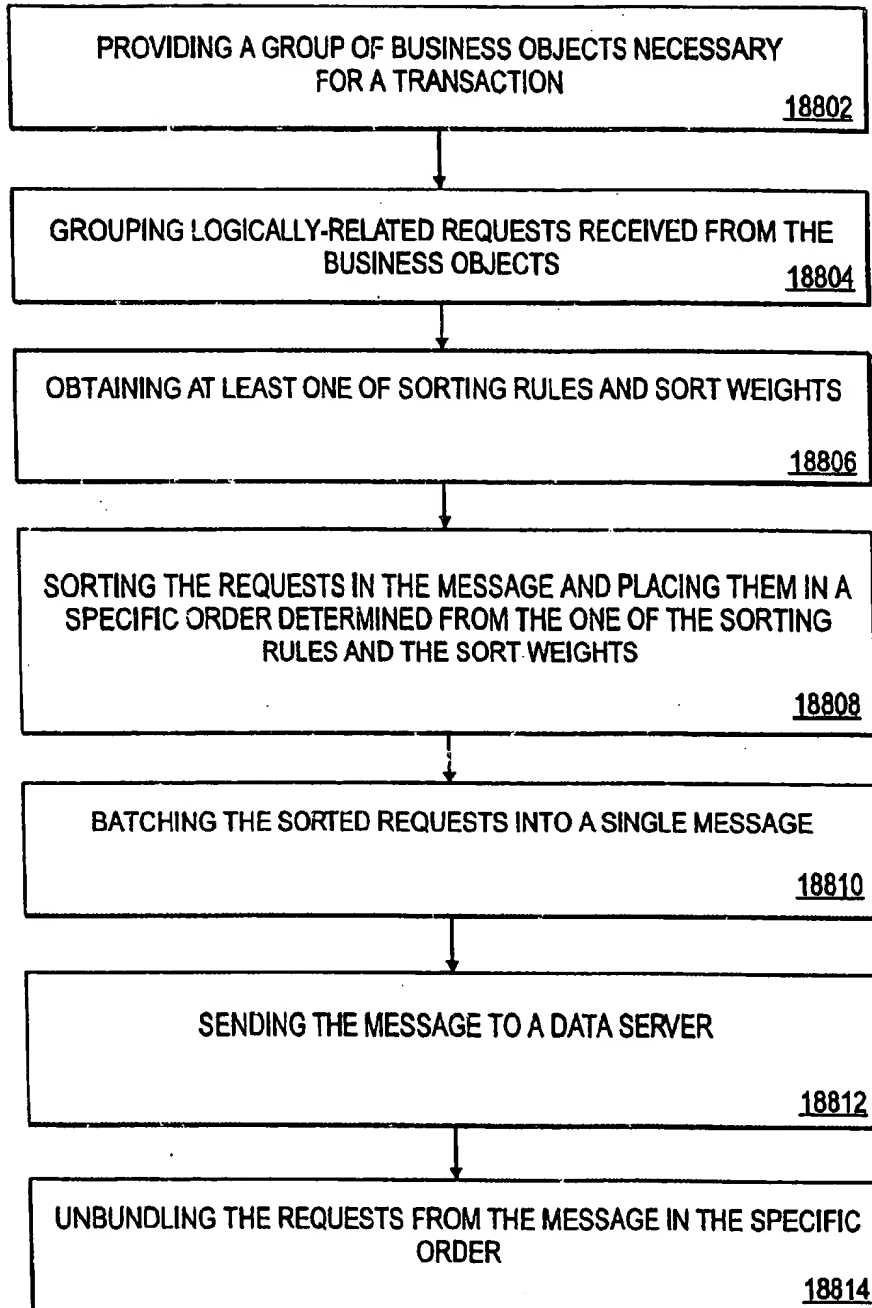 PROVIDING A GROUP OF BUSINESS OBJECTS NECESSARY
FOR A TRANSACTION
18802
GROUPING LOGICALLY-RELATED REQUESTS RECEIVED FROM THE
BUSINESS OBJECTS
18804
OBTAINING AT LEAST ONE OF SORTING RULES AND SORT WEIGHTS
18806
SORTING THE REQUESTS IN THE MESSAGE AND PLACING THEM IN A
SPECIFIC ORDER DETERMINED FROM THE ONE OF THE SORTING
RULES AND THE SORT WEIGHTS
18808
BATCHING THE SORTED REQUESTS INTO A SINGLE MESSAGE
18810
SENDING THE MESSAGE TO A DATA SERVER
18812
UNBUNDLING THE REQUESTS FROM THE MESSAGE IN THE SPECIFIC
ORDER
18814